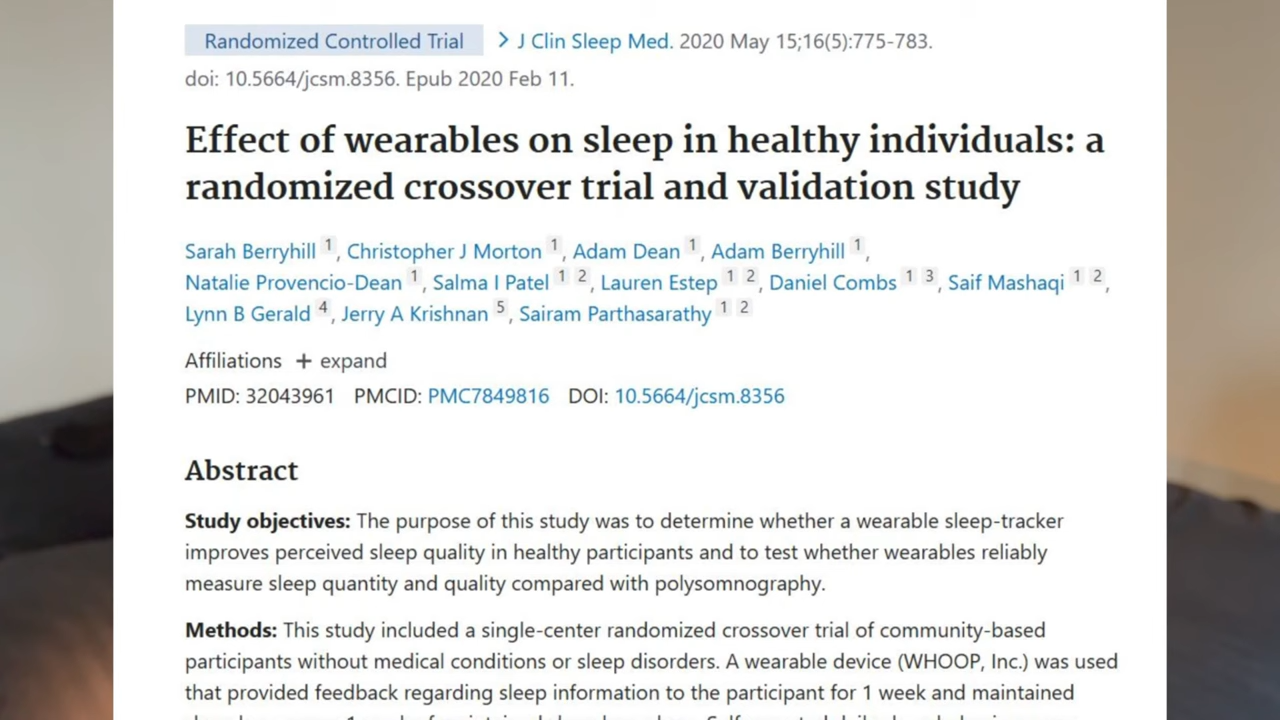 Randomized Controlled Trial > J Clin Sleep Med. 2020 May 15;16(5):775-783.
doi: 10.5664/jcsm.8356. Epub 2020 Feb 11.
Effect of wearables on sleep in healthy individuals: a
randomized crossover trial and validation study
Sarah Berryhill 1, Christopher J Morton 1, Adam Dean 1, Adam Berryhill 1,
Natalie Provencio-Dean 1, Salma I Patel 1 2, Lauren Estep 1 2, Daniel Combs 1 3, Saif Mashaqi 1 2,
Lynn B Gerald 4, Jerry A Krishnan 5, Sairam Parthasarathy 1 2
Affiliations + expand
PMID: 32043961 PMCID: PMC7849816 DOI: 10.5664/jcsm.8356
Abstract
Study objectives: The purpose of this study was to determine whether a wearable sleep-tracker
improves perceived sleep quality in healthy participants and to test whether wearables reliably
measure sleep quantity and quality compared with polysomnography.
Methods: This study included a single-center randomized crossover trial of community-based
participants without medical conditions or sleep disorders. A wearable device (WHOOP, Inc.) was used
that provided feedback regarding sleep information to the participant for 1 week and maintained